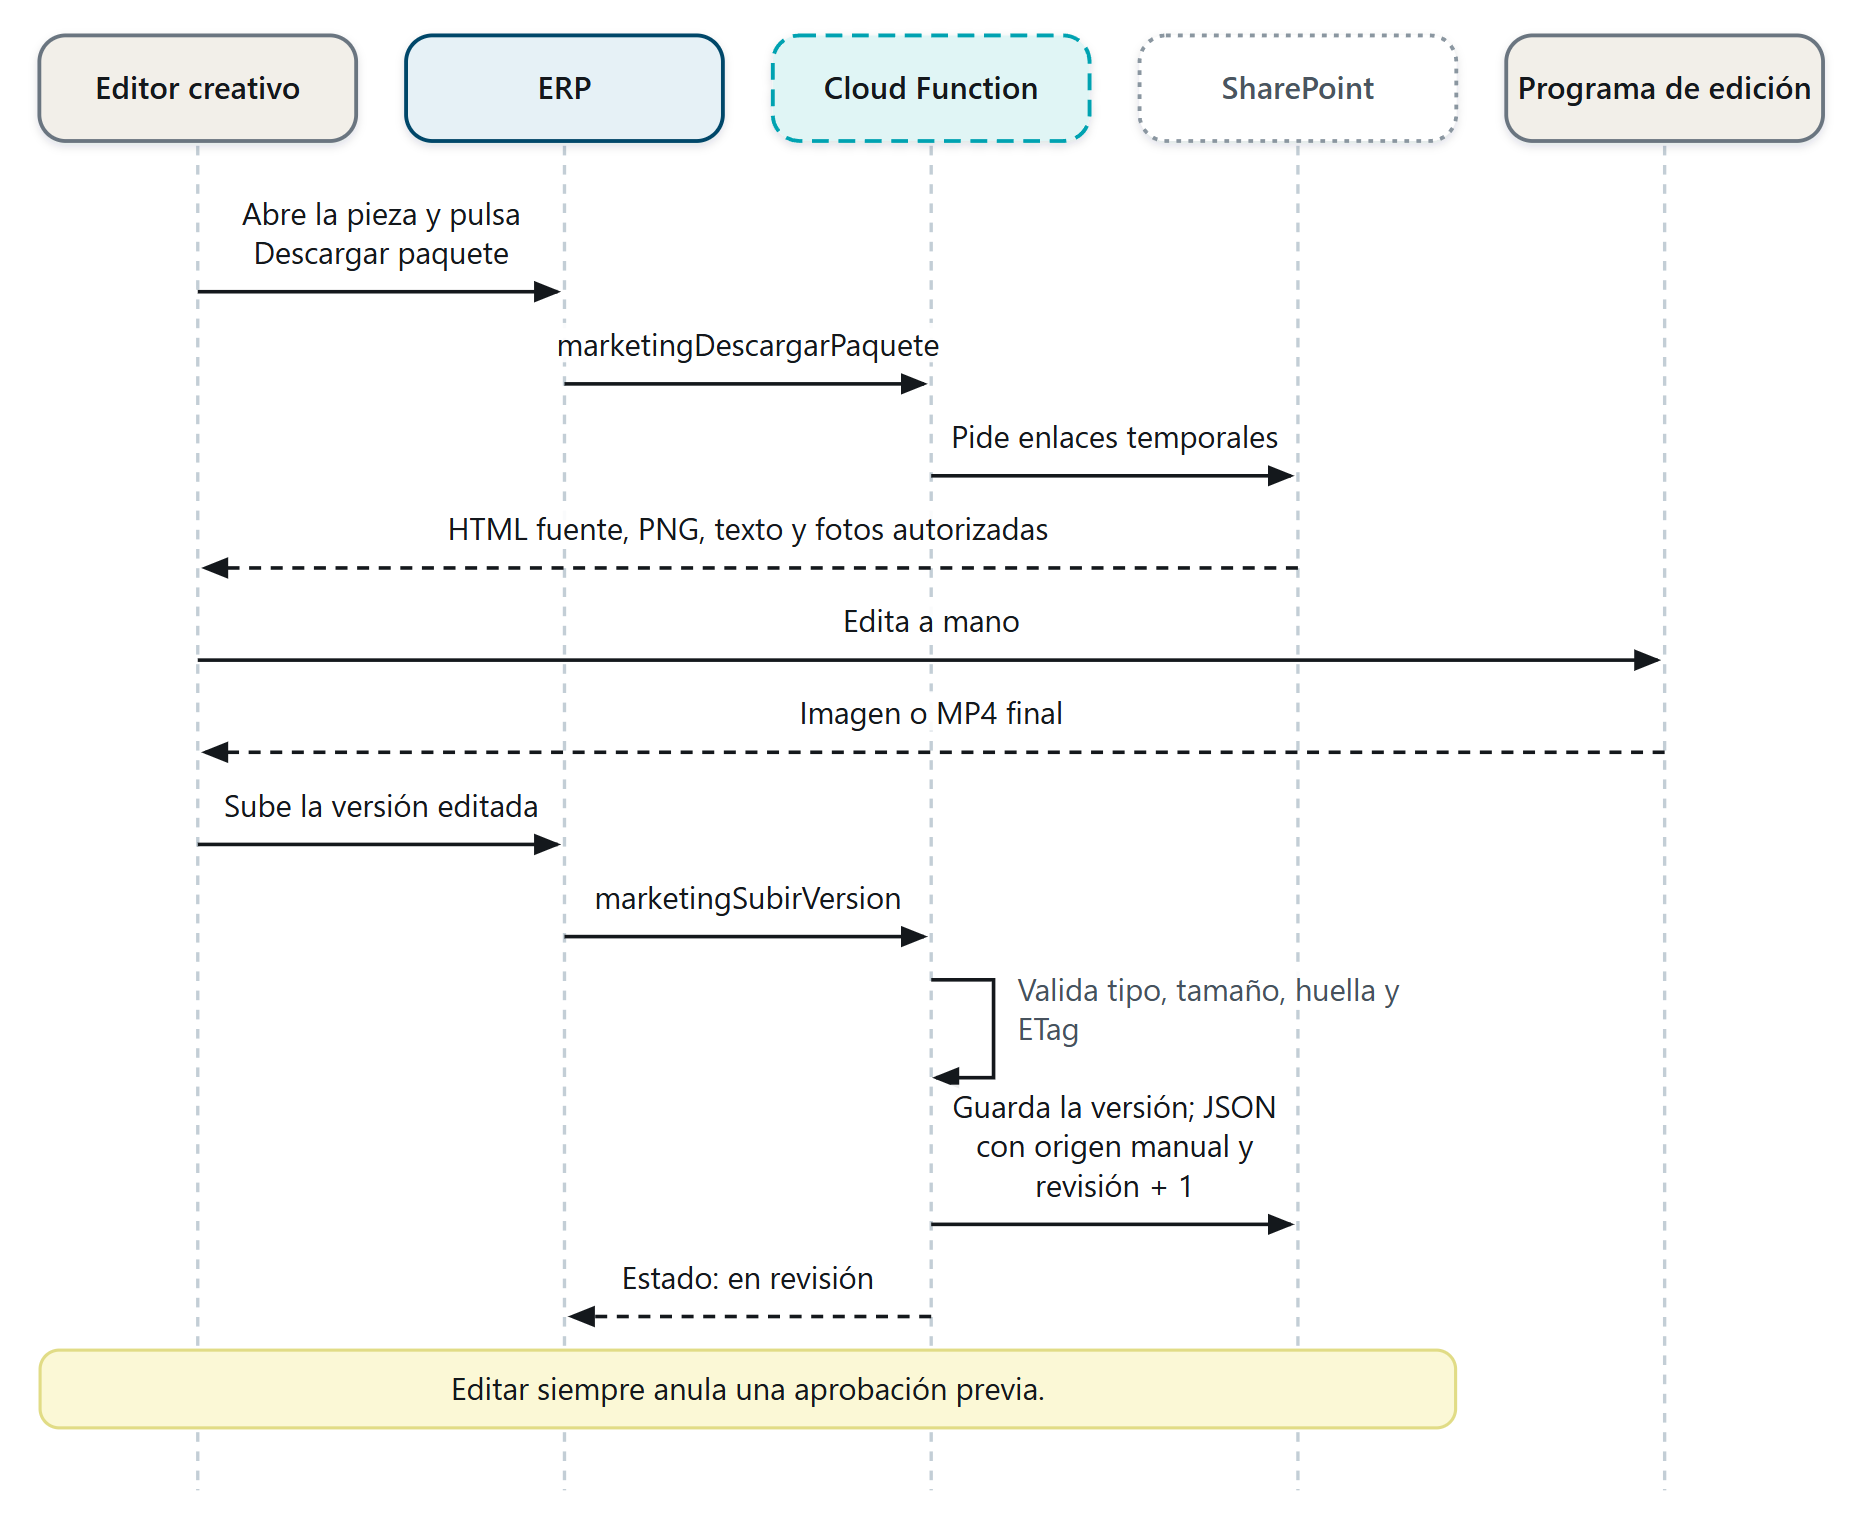 Editor creativo
ERP
Cloud Function
SharePoint
Programa de edición
Abre la pieza y pulsa
Descargar paquete
marketingDescargarPaquete
Pide enlaces temporales
HTML fuente, PNG, texto y fotos autorizadas
Edita a mano
Imagen o MP4 final
Sube la versión editada
marketingSubirVersion
Valida tipo, tamaño, huella y
ETag
Guarda la versión; JSON
con origen manual y
revisión + 1
Estado: en revisión
Editar siempre anula una aprobación previa.